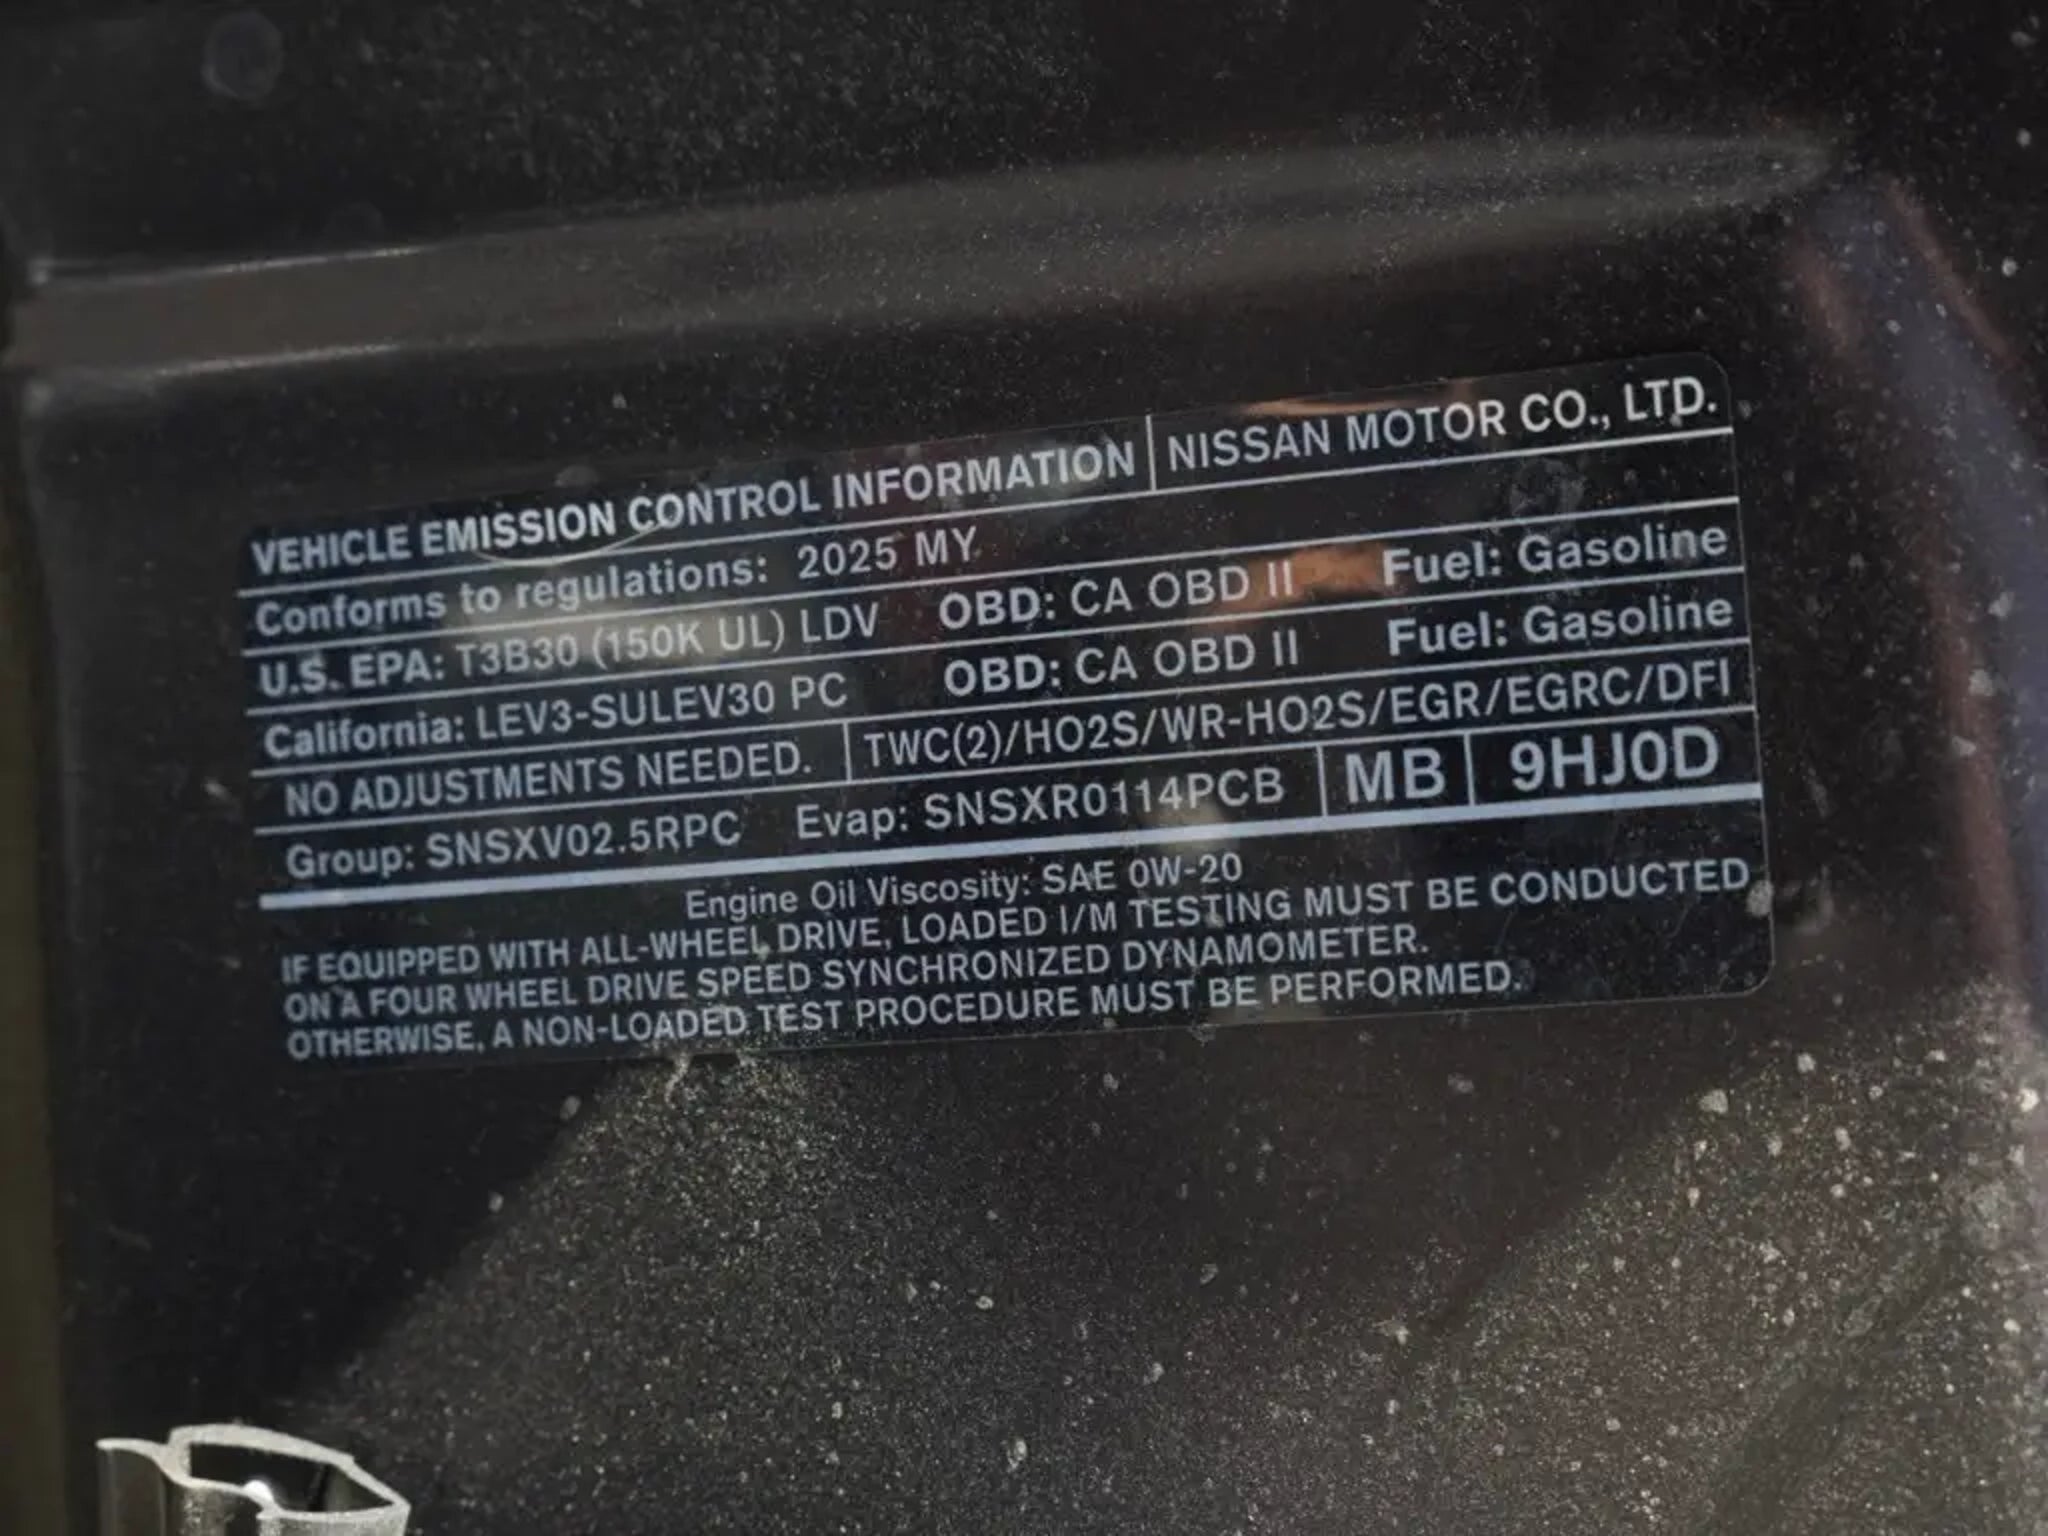 VEHICLE EMISSION CONTROL INFORMATION NISSAN MOTOR CO., LTD.
Conforms to regulations: 2025 MY
U.S. EPA: T3B30 (150K UL) LDV OBD: CA OBD II Fuel: Gasoline
California: LEV3-SULEV30 PC OBD: CA OBD II Fuel: Gasoline
NO ADJUSTMENTS NEEDED. TWC(2)/HO2S/WR-HO2S/EGR/EGRC/DFI
Group: SNSXV02.5RPC Evap: SNSXR0114PCB MB 9HJ0D
Engine Oil Viscosity: SAE 0W-20
IF EQUIPPED WITH ALL-WHEEL DRIVE, LOADED I/M TESTING MUST BE CONDUCTED
ON A FOUR WHEEL DRIVE SPEED SYNCHRONIZED DYNAMOMETER.
OTHERWISE, A NON-LOADED TEST PROCEDURE MUST BE PERFORMED.